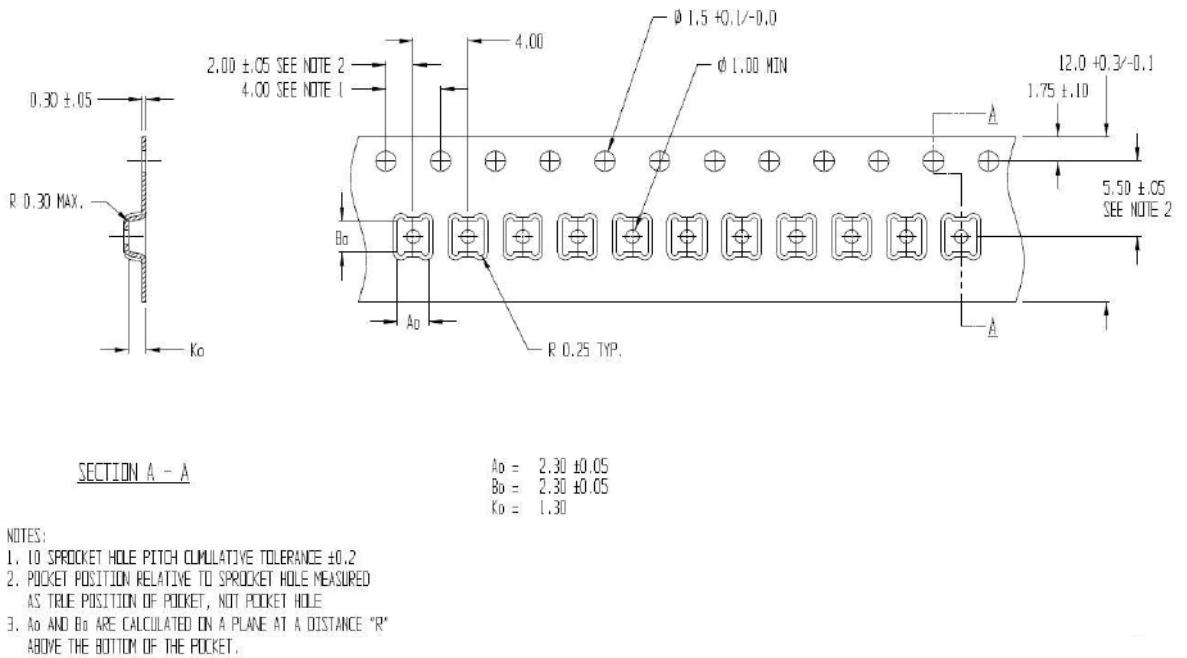 Ø 1.5 +0.1/-0.0
4.00
2.00 ±.05 SEE NOTE 2
Ø 1.00 MIN
12.0 +0.3/-0.1
4.00 SEE NOTE 1
1.75 ±.10
0.30 ±.05
A
R 0.30 MAX.
5.50 ±.05
SEE NOTE 2
Bo
Ao
A
Ko
R 0.25 TYP.
SECTION A - A
Ao = 2.30 ±0.05
Bo = 2.30 ±0.05
Ko = 1.30
NOTES:
1. 10 SPROCKET HOLE PITCH CUMULATIVE TOLERANCE ±0.2
2. POCKET POSITION RELATIVE TO SPROCKET HOLE MEASURED
AS TRUE POSITION OF POCKET, NOT POCKET HOLE
3. Ao AND Bo ARE CALCULATED ON A PLANE AT A DISTANCE "R"
ABOVE THE BOTTOM OF THE POCKET.